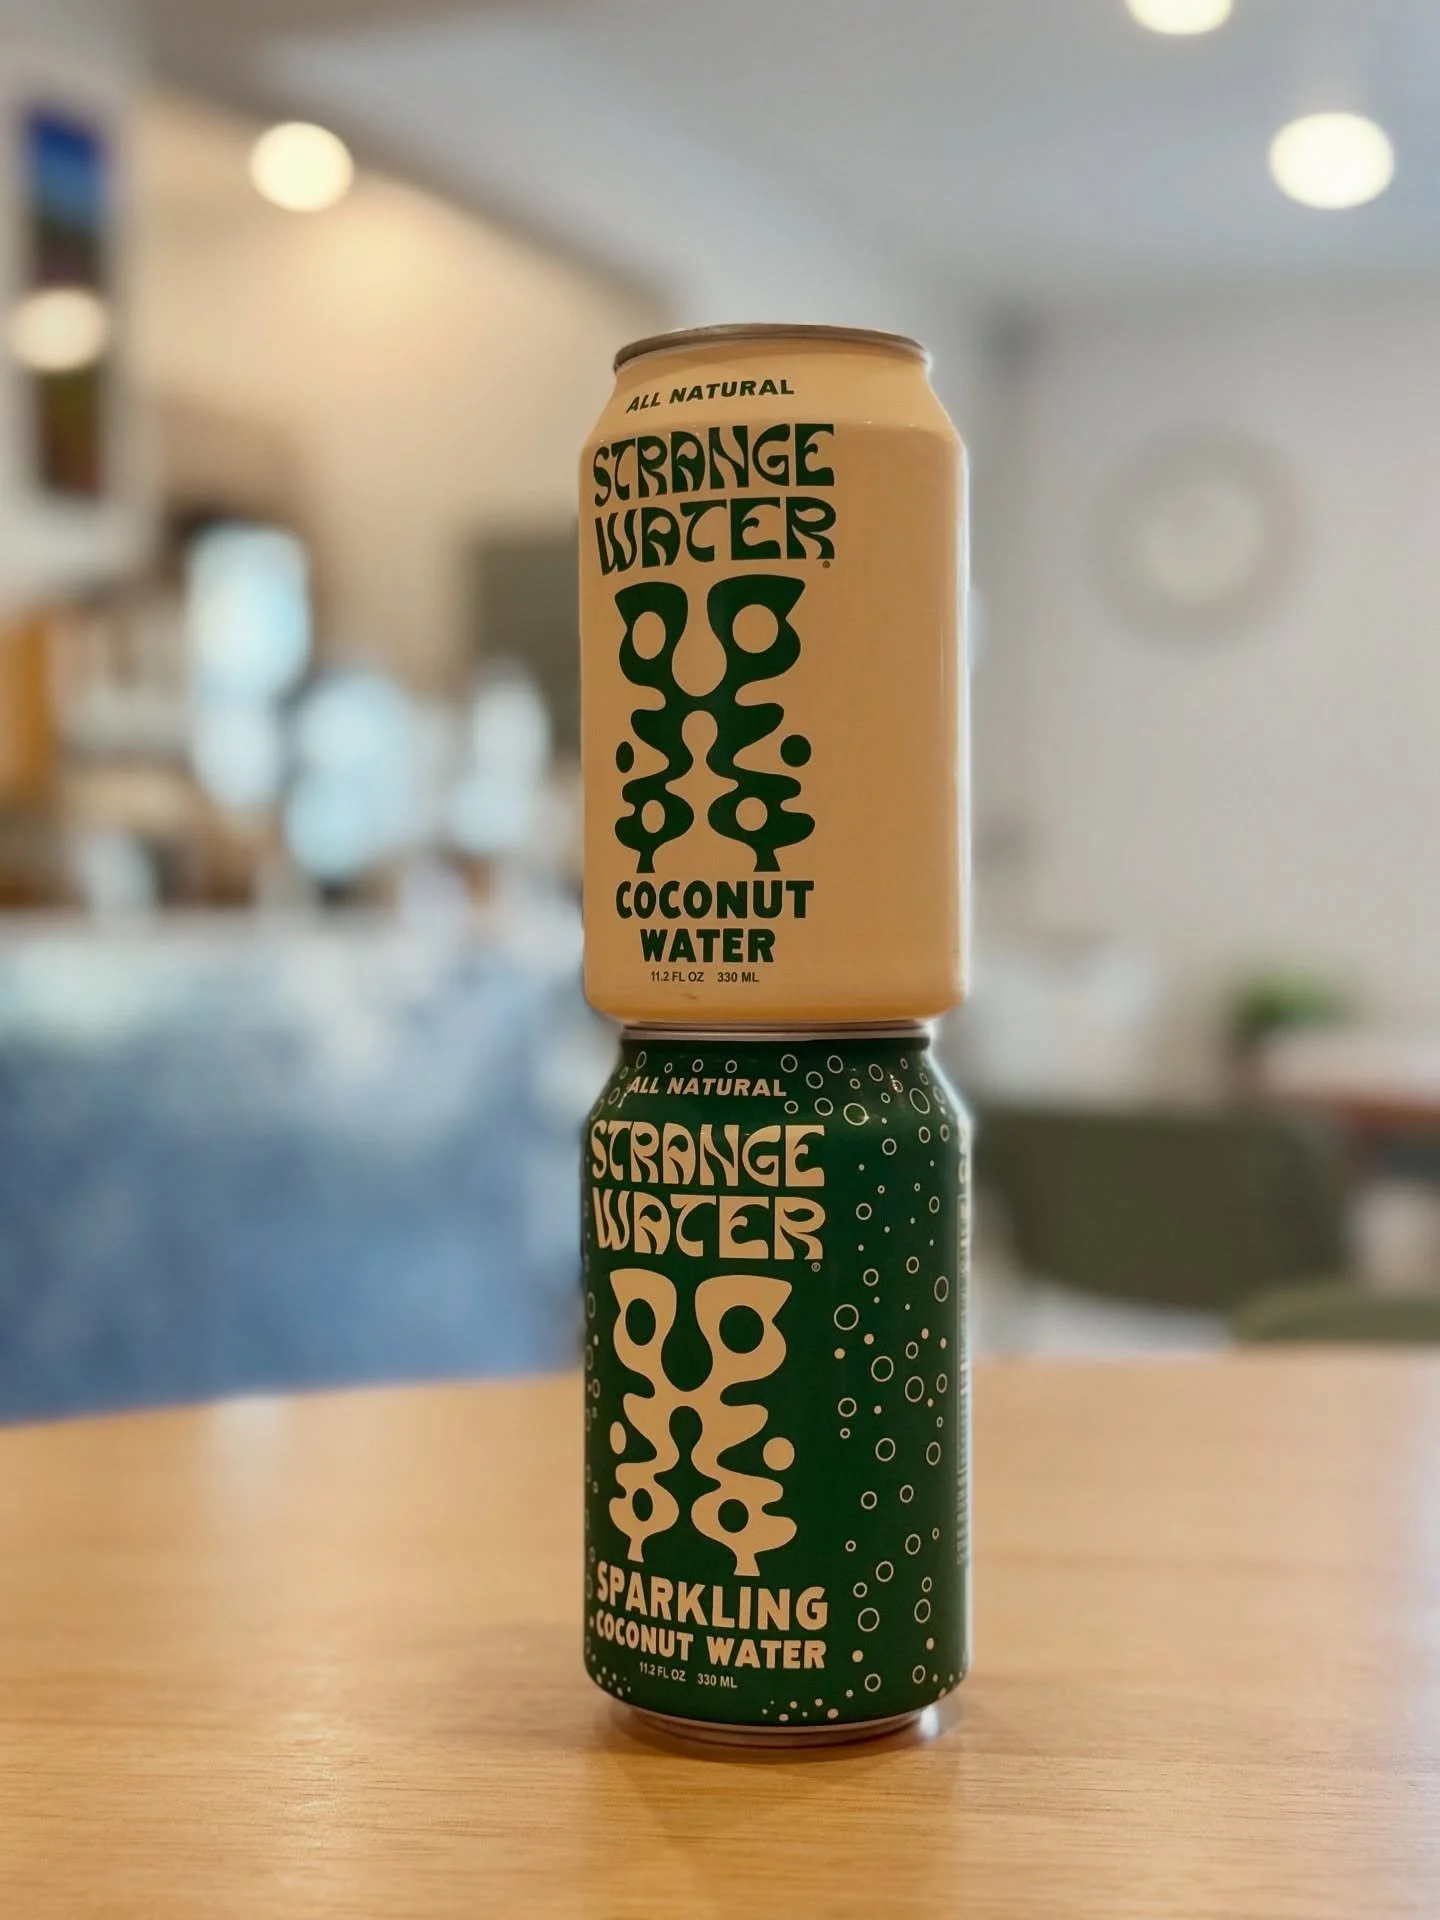 ALL NATURAL
STRANGE
WATER®
COCONUT
WATER
11.2 FL OZ 330 ML
ALL NATURAL
STRANGE
WATER®
SPARKLING
COCONUT WATER
11.2 FL OZ 330 ML